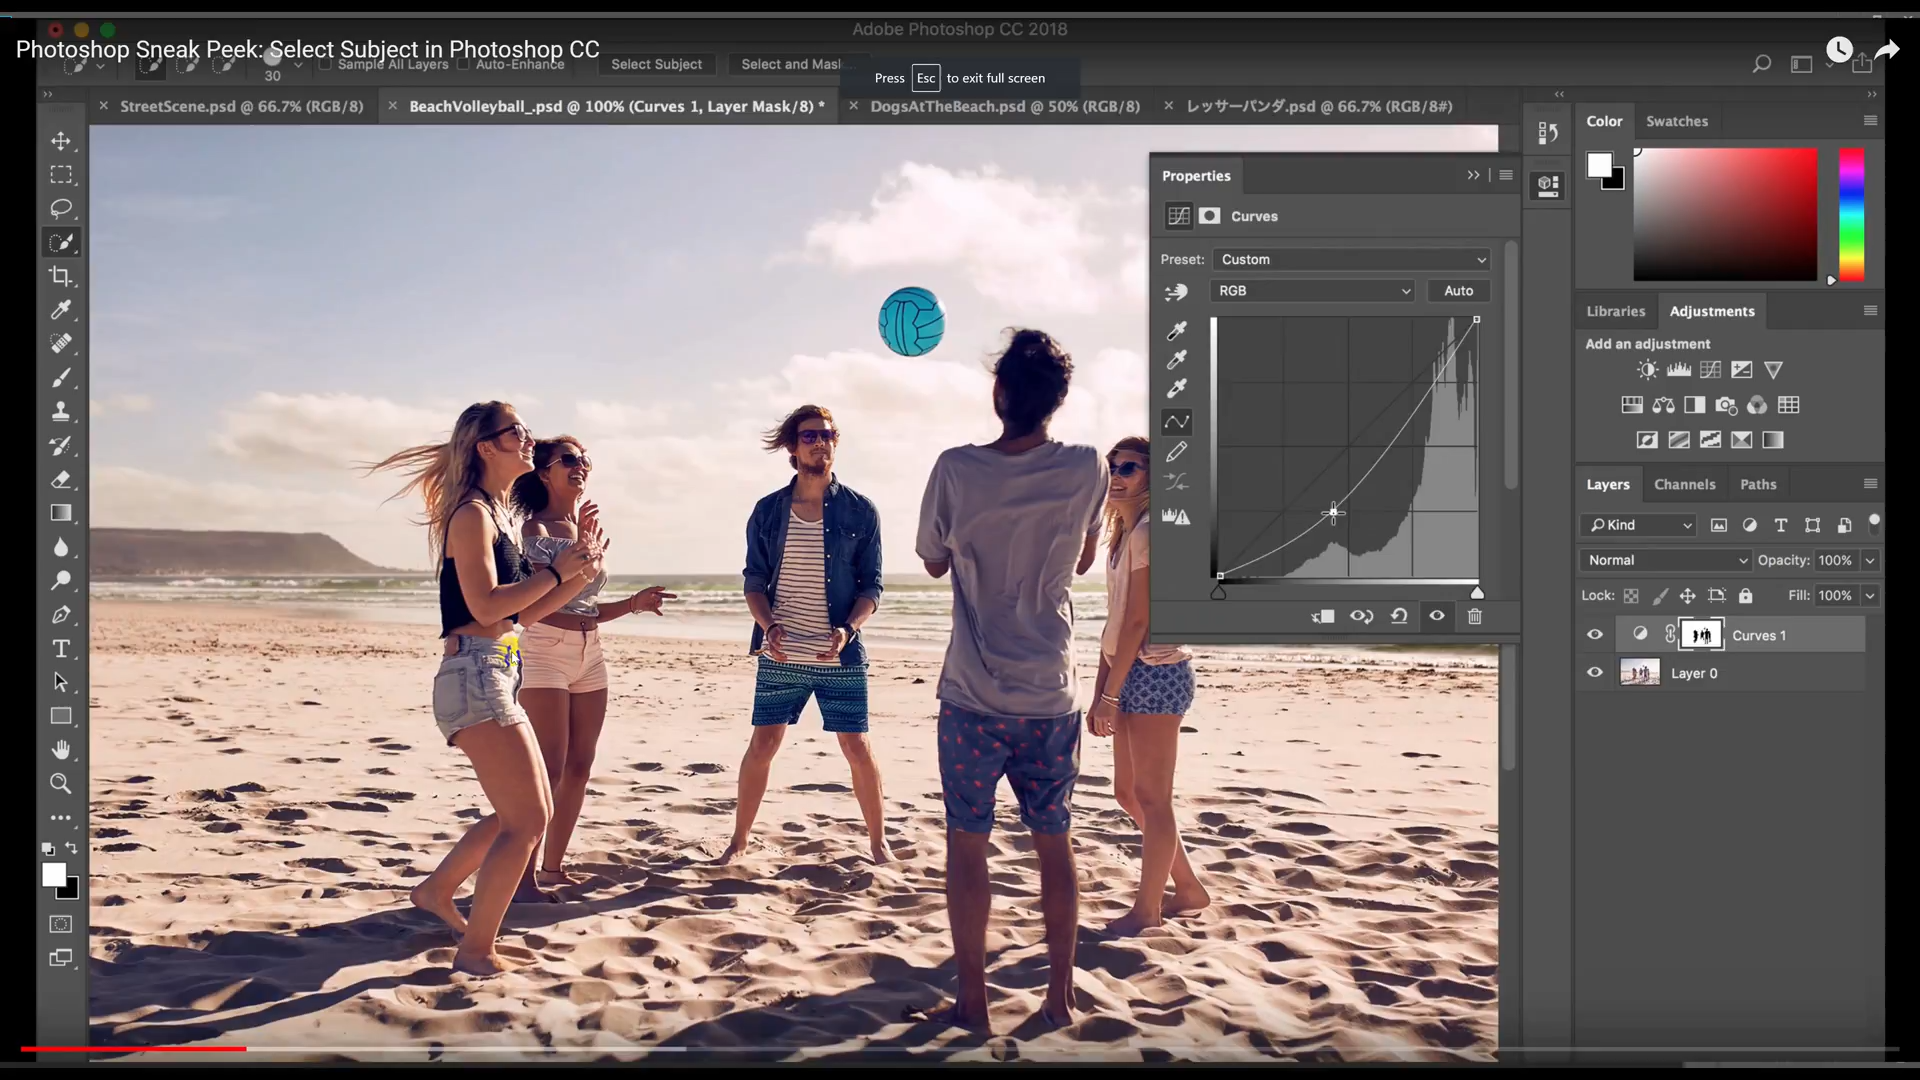 Adobe Photoshop CC 2018
Photoshop Sneak Peek: Select Subject in Photoshop CC
30
Sample All Layers
Auto-Enhance
Select Subject
Select and Mask
Press Esc to exit full screen
StreetScene.psd @ 66.7% (RGB/8)
BeachVolleyball_.psd @ 100% (Curves 1, Layer Mask/8) *
DogsAtTheBeach.psd @ 50% (RGB/8)
レッサーパンダ.psd @ 66.7% (RGB/8#)
Properties
Curves
Preset: Custom
RGB
Auto
Color
Swatches
Libraries
Adjustments
Add an adjustment
Layers
Channels
Paths
Kind
Normal
Opacity: 100%
Lock:
Fill: 100%
Curves 1
Layer 0